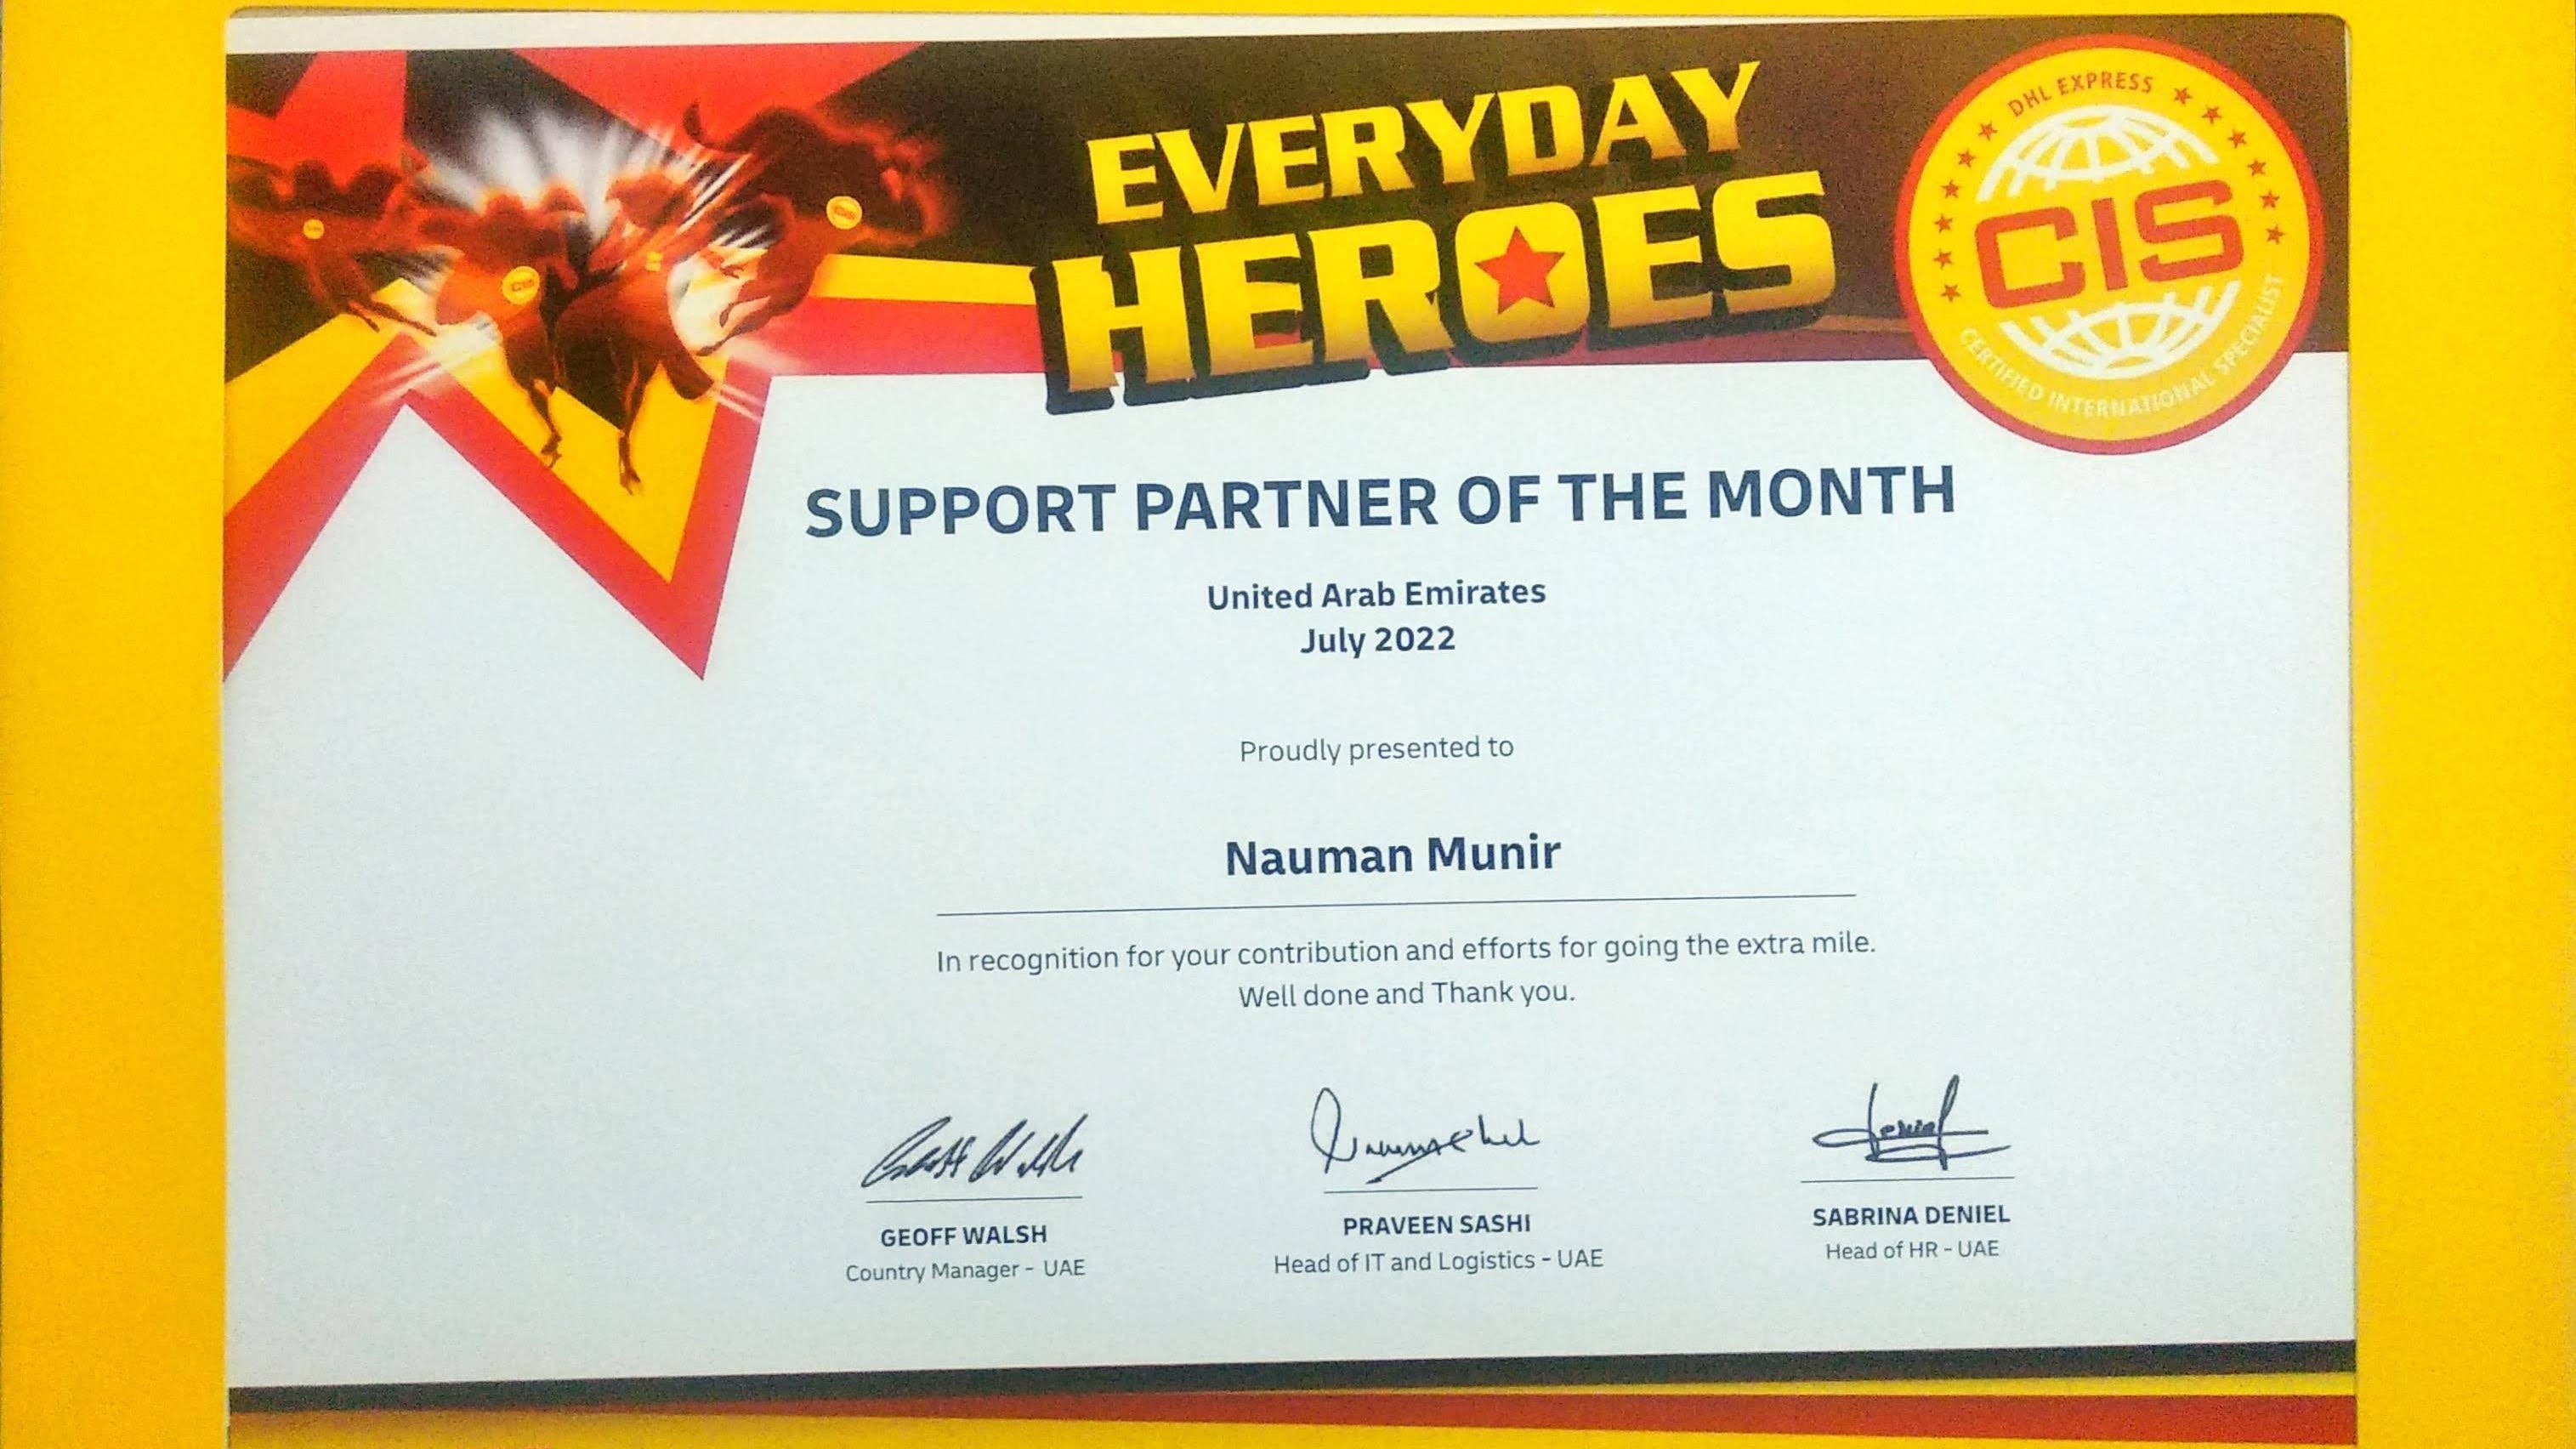 EVERYDAY
HEROES
DHL EXPRESS
CIS
CERTIFIED INTERNATIONAL SPECIALIST
SUPPORT PARTNER OF THE MONTH
United Arab Emirates
July 2022
Proudly presented to
Nauman Munir
In recognition for your contribution and efforts for going the extra mile.
Well done and Thank you.
Geoff Walsh
GEOFF WALSH
Country Manager - UAE
PRAVEEN SASHI
Head of IT and Logistics - UAE
SABRINA DENIEL
Head of HR - UAE